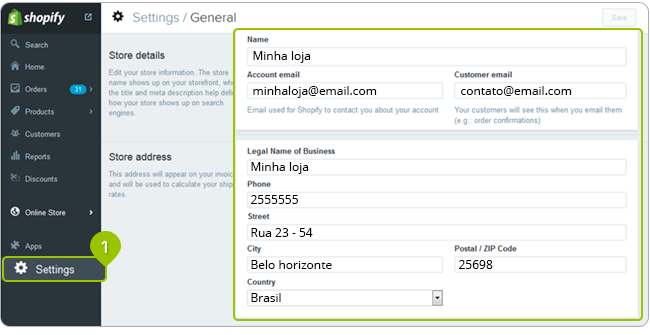 shopify
Settings / General
Save
Search
Home
Orders 31
Products
Customers
Reports
Discounts
Online Store
Apps
1
Settings
Store details
Edit your store information. The store
name shows up on your storefront, wh
the title and meta description help defin
how your store shows up on search
engines.
Name
Minha loja
Account email
Customer email
minhaloja@email.com
contato@email.com
Email used for Shopify to contact you about your account
Your customers will see this when you email them
(e.g.: order confirmations)
Store address
This address will appear on your invoic
and will be used to calculate your ship
rates.
Legal Name of Business
Minha loja
Phone
2555555
Street
Rua 23 - 54
City
Postal / ZIP Code
Belo horizonte
25698
Country
Brasil